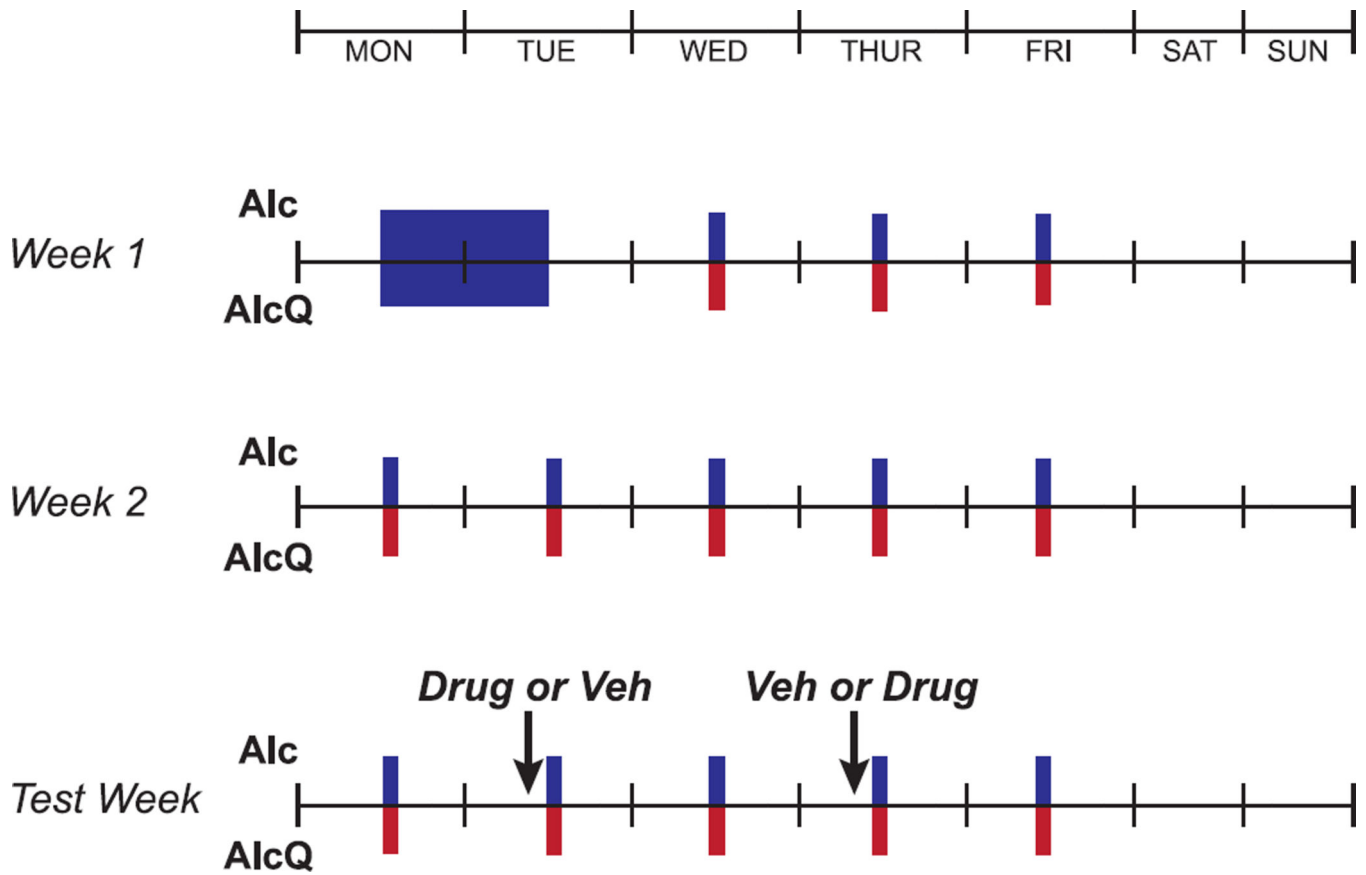 MON TUE WED THUR FRI SAT SUN
Alc
Week 1
AlcQ
Alc
Week 2
AlcQ
Drug or Veh Veh or Drug
Alc
Test Week
AlcQ